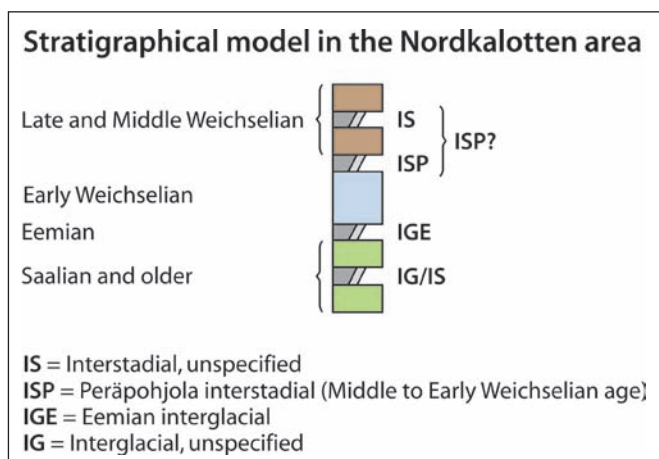 Stratigraphical model in the Nordkalotten area
Late and Middle Weichselian
IS
ISP?
ISP
Early Weichselian
Eemian
IGE
Saalian and older
IG/IS
IS = Interstadial, unspecified
ISP = Peräpohjola interstadial (Middle to Early Weichselian age)
IGE = Eemian interglacial
IG = Interglacial, unspecified